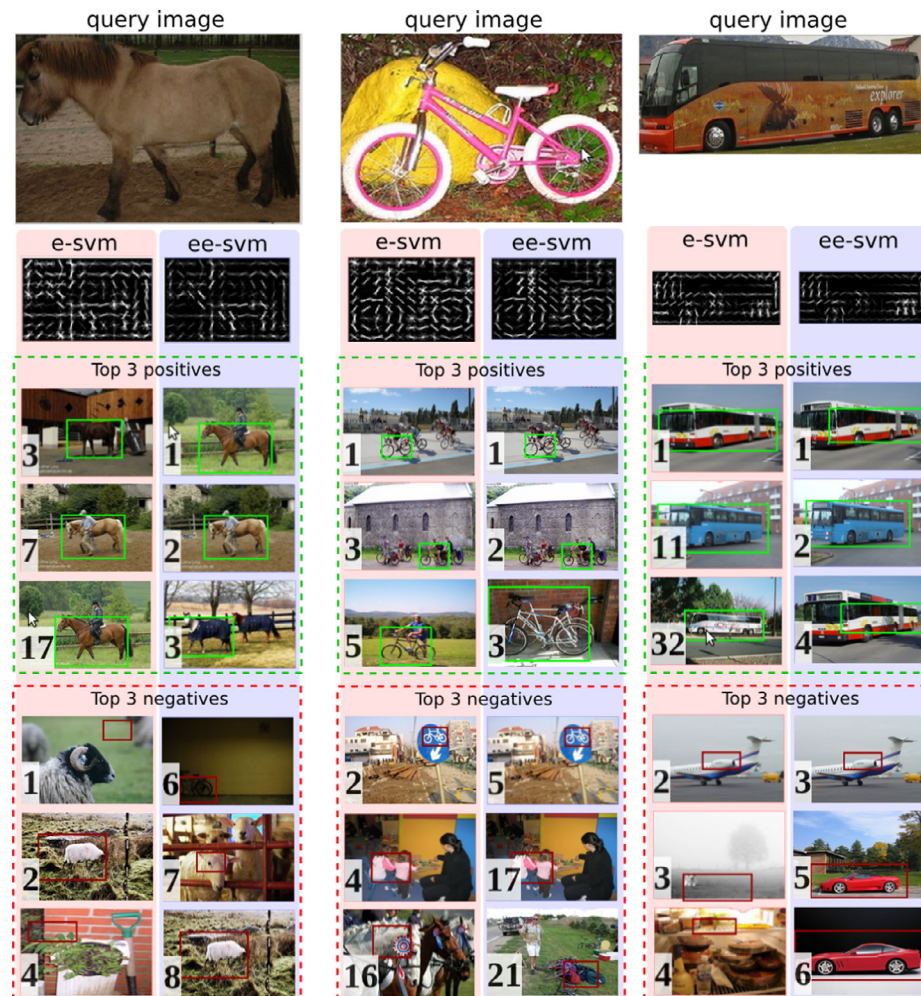 query image query image query image
explorer
e-svm ee-svm e-svm ee-svm e-svm ee-svm
Top 3 positives Top 3 positives Top 3 positives
3 1 1 1 1 1
7 2 3 2 11 2
17 3 5 3 32 4
Top 3 negatives Top 3 negatives Top 3 negatives
1 6 2 5 2 3
2 7 4 17 3 5
4 8 16 21 4 6